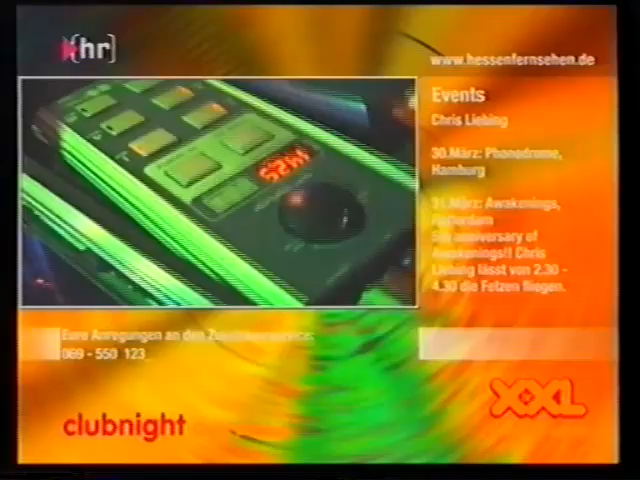 hr
www.hessenfernsehen.de
Events
Chris Liebing
30.März: Phonodrome,
Hamburg
31.März: Awakenings,
Rotterdam
5th anniversary of
Awakenings!! Chris
Liebing lässt von 2.30 -
4.30 die Fetzen fliegen.
Eure Anregungen an den Zuschauerservice:
069 - 550 123
clubnight
XXL